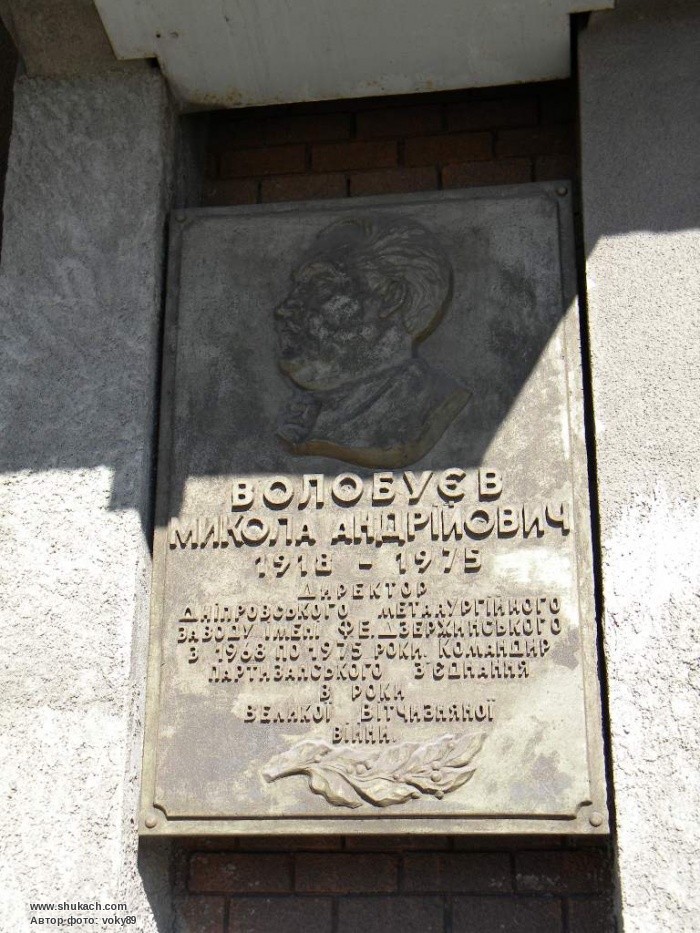 ВОЛОБУЄВ
МИКОЛА АНДРІЙОВИЧ
1918 - 1975
ДИРЕКТОР
ДНІПРОВСЬКОГО МЕТАЛУРГІЙНОГО
ЗАВОДУ ІМЕНІ Ф.Е.ДЗЕРЖИНСЬКОГО
З 1968 ПО 1975 РОКИ. КОМАНДИР
ПАРТИЗАНСЬКОГО З'ЄДНАННЯ
В РОКИ
ВЕЛИКОЇ ВІТЧИЗНЯНОЇ
ВІЙНИ.
www.shukach.com
Автор фото: voky89